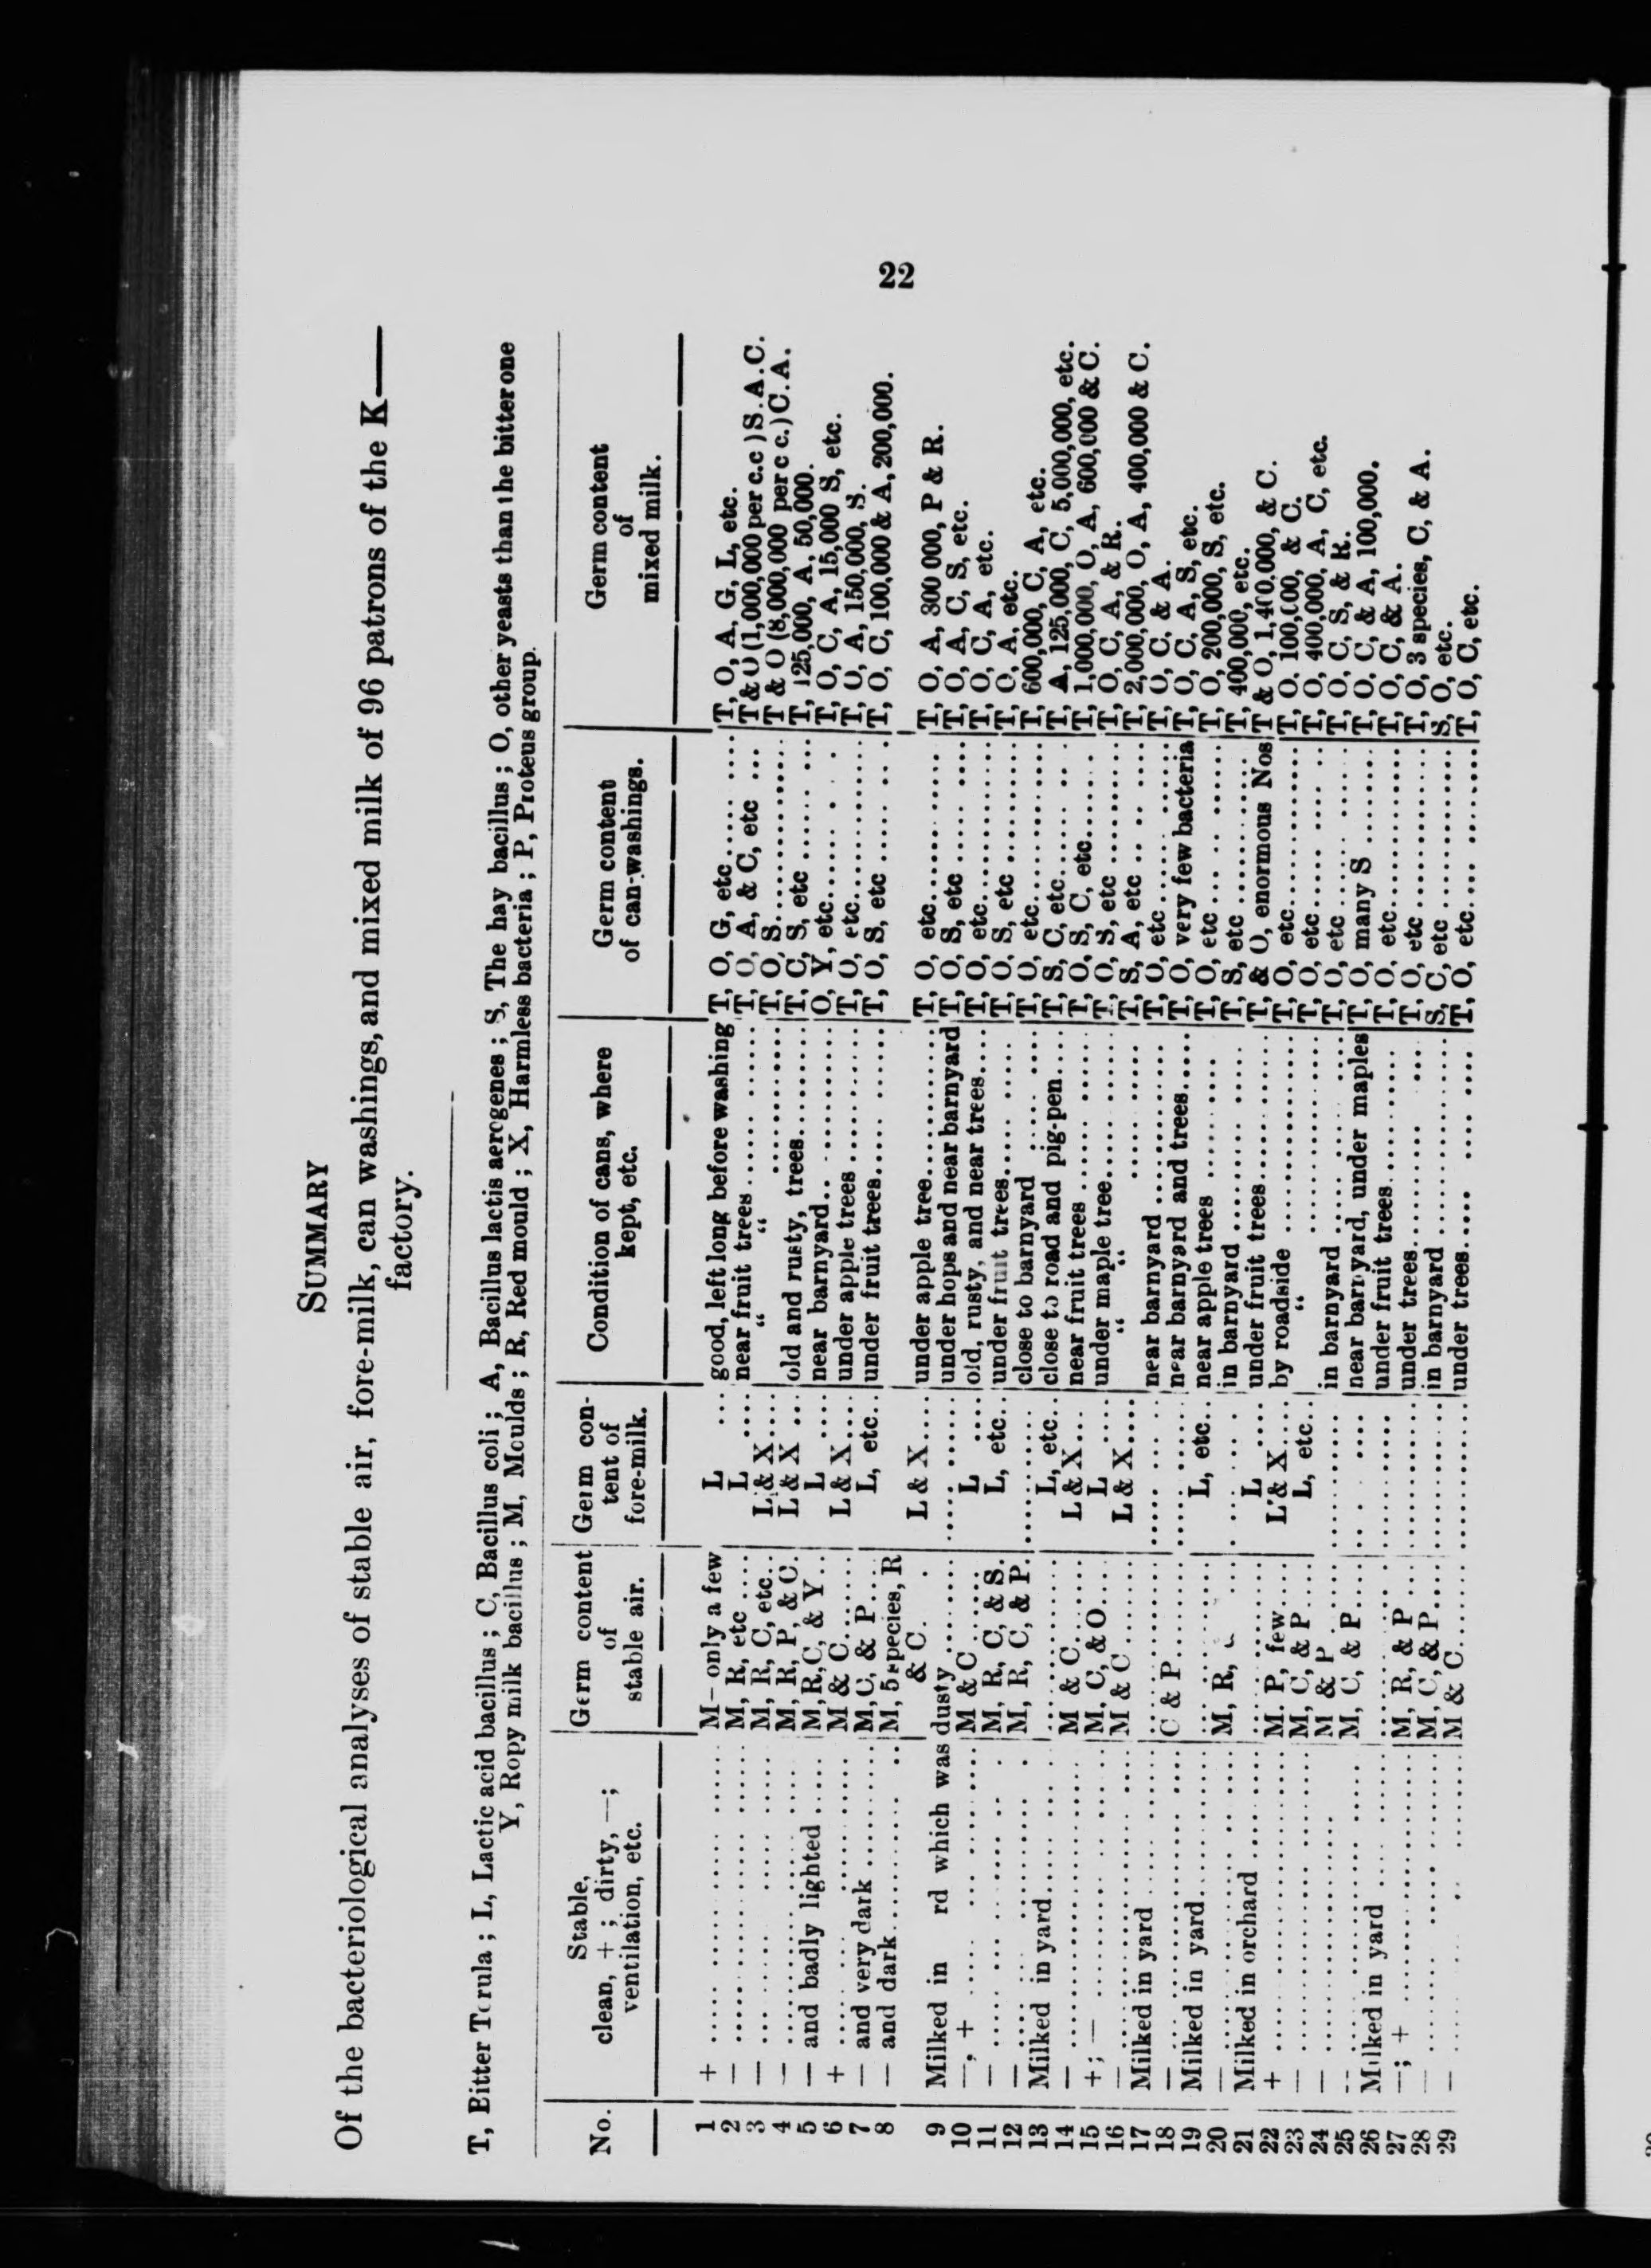 22
SUMMARY
Of the bacteriological analyses of stable air, fore-milk, can washings, and mixed milk of 96 patrons of the K——
factory.
T, Bitter Torula ; L, Lactic acid bacillus ; C, Bacillus coli ; A, Bacillus lactis aerogenes ; S, The hay bacillus ; O, other yeasts than the bitter one
Y, Ropy milk bacillus ; M, Moulds ; R, Red mould ; X, Harmless bacteria ; P, Proteus group.
No. | Stable, clean, + ; dirty, — ; ventilation, etc. | Germ content of stable air. | Germ content of fore-milk. | Condition of cans, where kept, etc. | Germ content of can-washings. | Germ content of mixed milk.
1 + ..... M—only a few L ... good, left long before washing T, O, G, etc ..... T, O, A, G, L, etc.
2 — ..... M, R, etc .... L .... near fruit trees ..... T, O, A, & C, etc ... T & O (1,000,000 per c.c ) S.A.C.
3 — ..... M, R, C, etc.. L & X .... “ “ ..... T, O, S ..... T & O (8,000,000 per c c.) C.A.
4 — ..... M, R, P, & C. L & X ... old and rusty, trees ..... T, C, S, etc ..... T, 125,000, A, 50,000.
5 — and badly lighted ..... M, R, C, & Y .. L .... near barnyard .. ..... O, Y, etc ..... T, O, C, A, 15,000 S, etc.
6 + ..... M & C ..... L & X .... under apple trees ..... T, O, etc ..... T, O, A, 150,000, S.
7 — and very dark ..... M, C, & P .... L, etc .. under fruit trees ..... T, O, S, etc ..... T, O, C, 100,000 & A, 200,000.
8 — and dark ..... M, 5 species, R
& C. L & X .... under apple tree ..... T, O, etc ..... T, O, A, 300 000, P & R.
9 Milked in rd which was dusty ..... under hops and near barnyard T, O, S, etc ..... T, O, A, C, S, etc.
10 —, + ..... M & C ..... L .... old, rusty, and near trees .... T, O, etc ..... T, O, C, A, etc.
11 — ..... M, R, C, & S. L, etc .. under fruit trees ..... T, O, S, etc ..... T, O, A, etc.
12 — ..... M, R, C, & P. ..... close to barnyard ..... T, O, etc ..... T, 600,000, C, A, etc.
13 Milked in yard ..... L, etc .. close to road and pig-pen ..... T, S, C, etc ..... T, A, 125,000, C, 5,000,000, etc.
14 — ..... M & C ..... L & X ... near fruit trees ..... T, O, S, C, etc ..... T, 1,000,000, O, A, 600,000 & C.
15 + ; — ..... M, C, & O .... L .... under maple tree ..... T, O, S, etc ..... T, O, C, A, & R.
16 — ..... M & C ..... L & X .... “ “ ..... T, S, A, etc ..... T, 2,000,000, O, A, 400,000 & C.
17 Milked in yard ..... near barnyard ..... T, O, etc ..... T, O, C, & A.
18 — ..... C & P ..... near barnyard and trees ..... T, O, very few bacteria T, O, C, A, S, etc.
19 Milked in yard ..... L, etc .. near apple trees ..... T, O, etc ..... T, O, 200,000, S, etc.
20 — ..... M, R, ..... in barnyard ..... T, S, etc ..... T, 400,000, etc.
21 Milked in orchard ..... L .... under fruit trees ..... T, & O, enormous Nos T & O, 1,400,000, & C.
22 + ..... M. P, few .... L & X .... by roadside ..... T, O, etc ..... T, O, 100,000, & C.
23 — ..... M, C, & P .... L, etc .. “ ..... T, O, etc ..... T, O, 400,000, A, C, etc.
24 — ..... M & P ..... in barnyard ..... T, O, etc ..... T, O, C, S, & R.
25 -- ..... M, C, & P ..... near barnyard, under maples T, O, many S ..... T, O, C, & A, 100,000.
26 Milked in yard ..... under fruit trees ..... T, O, etc ..... T, O, C, & A.
27 —; + ..... M, R, & P ..... under trees ..... T, O, etc ..... T, O, 3 species, C, & A.
28 — ..... M, C, & P ..... in barnyard ..... S, C, etc ..... S, O, etc.
29 — ..... M & C ..... under trees ..... T, O, etc ..... T, O, C, etc.